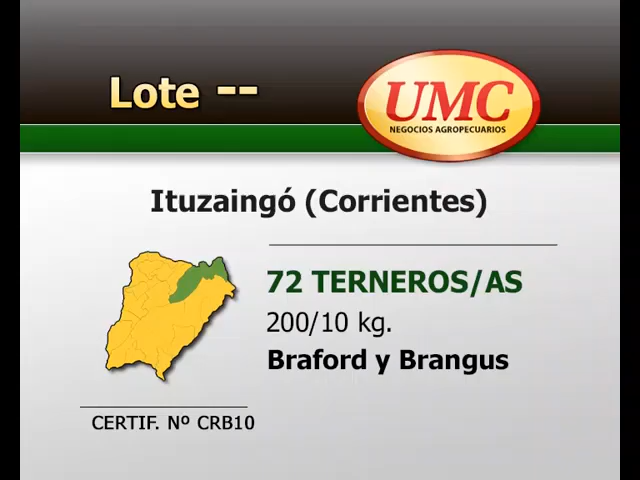 Lote --
UMC
NEGOCIOS AGROPECUARIOS
Ituzaingó (Corrientes)
72 TERNEROS/AS
200/10 kg.
Braford y Brangus
CERTIF. Nº CRB10